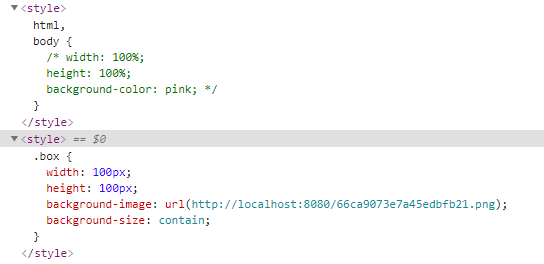 ▼<style>
html,
body {
/* width: 100%;
height: 100%;
background-color: pink; */
}
</style>
▼<style> == $0
.box {
width: 100px;
height: 100px;
background-image: url(http://localhost:8080/66ca9073e7a45edbfb21.png);
background-size: contain;
}
</style>